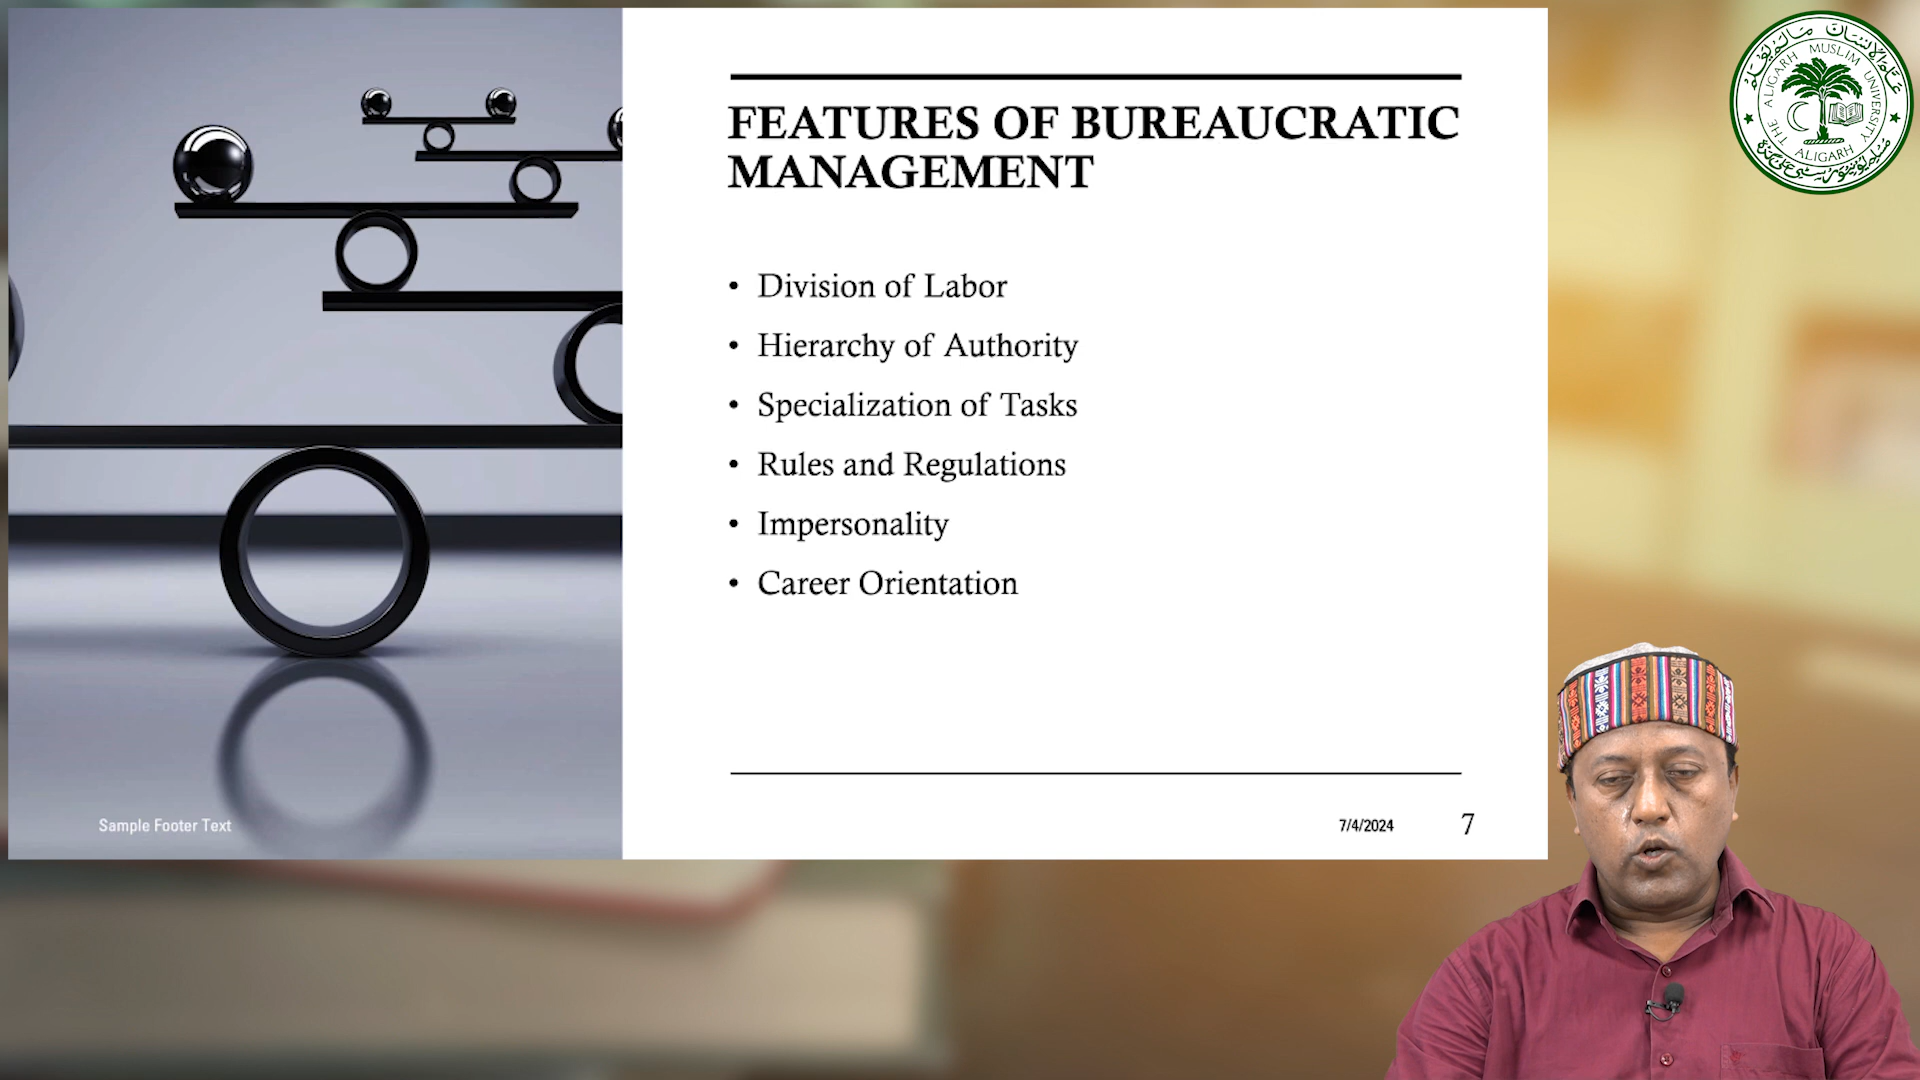 FEATURES OF BUREAUCRATIC
MANAGEMENT
• Division of Labor
• Hierarchy of Authority
• Specialization of Tasks
• Rules and Regulations
• Impersonality
• Career Orientation
Sample Footer Text
7/4/2024
7
THE ALIGARH MUSLIM UNIVERSITY
ALIGARH